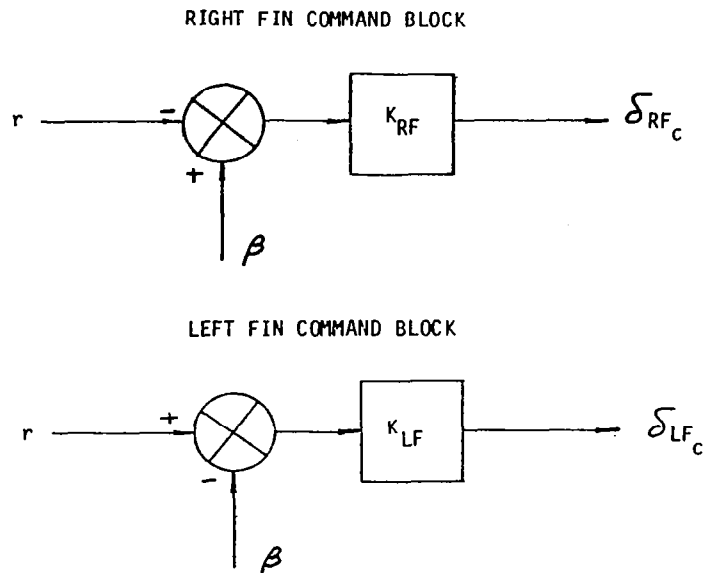 RIGHT FIN COMMAND BLOCK
r
-
+
K_RF
δ_RF_c
β
LEFT FIN COMMAND BLOCK
r
+
-
K_LF
δ_LF_c
β